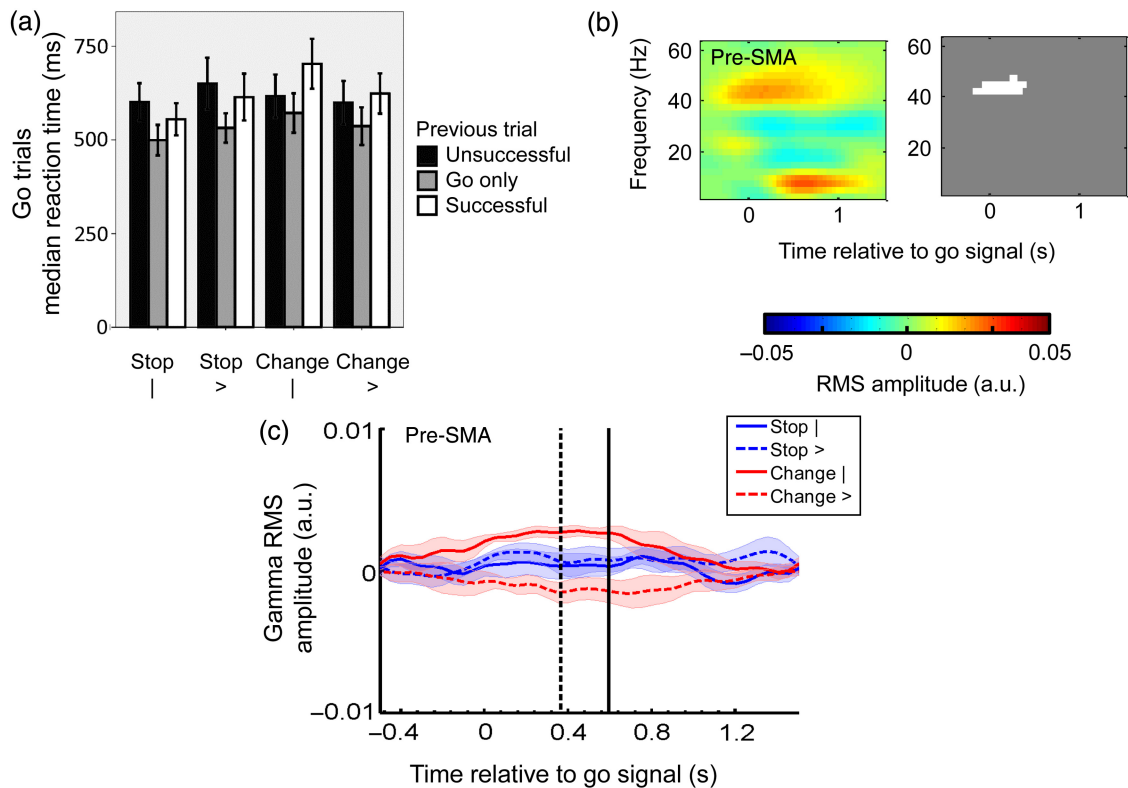 (a)
Go trials
median reaction time (ms)
750
500
250
0
Previous trial
Unsuccessful
Go only
Successful
Stop
|
Stop
>
Change
|
Change
>
(b)
Frequency (Hz)
Pre-SMA
60
40
20
0
1
60
40
20
0
1
Time relative to go signal (s)
−0.05
0
0.05
RMS amplitude (a.u.)
(c)
Gamma RMS
amplitude (a.u.)
Pre-SMA
0.01
0
−0.01
−0.4
0
0.4
0.8
1.2
Time relative to go signal (s)
Stop |
Stop >
Change |
Change >